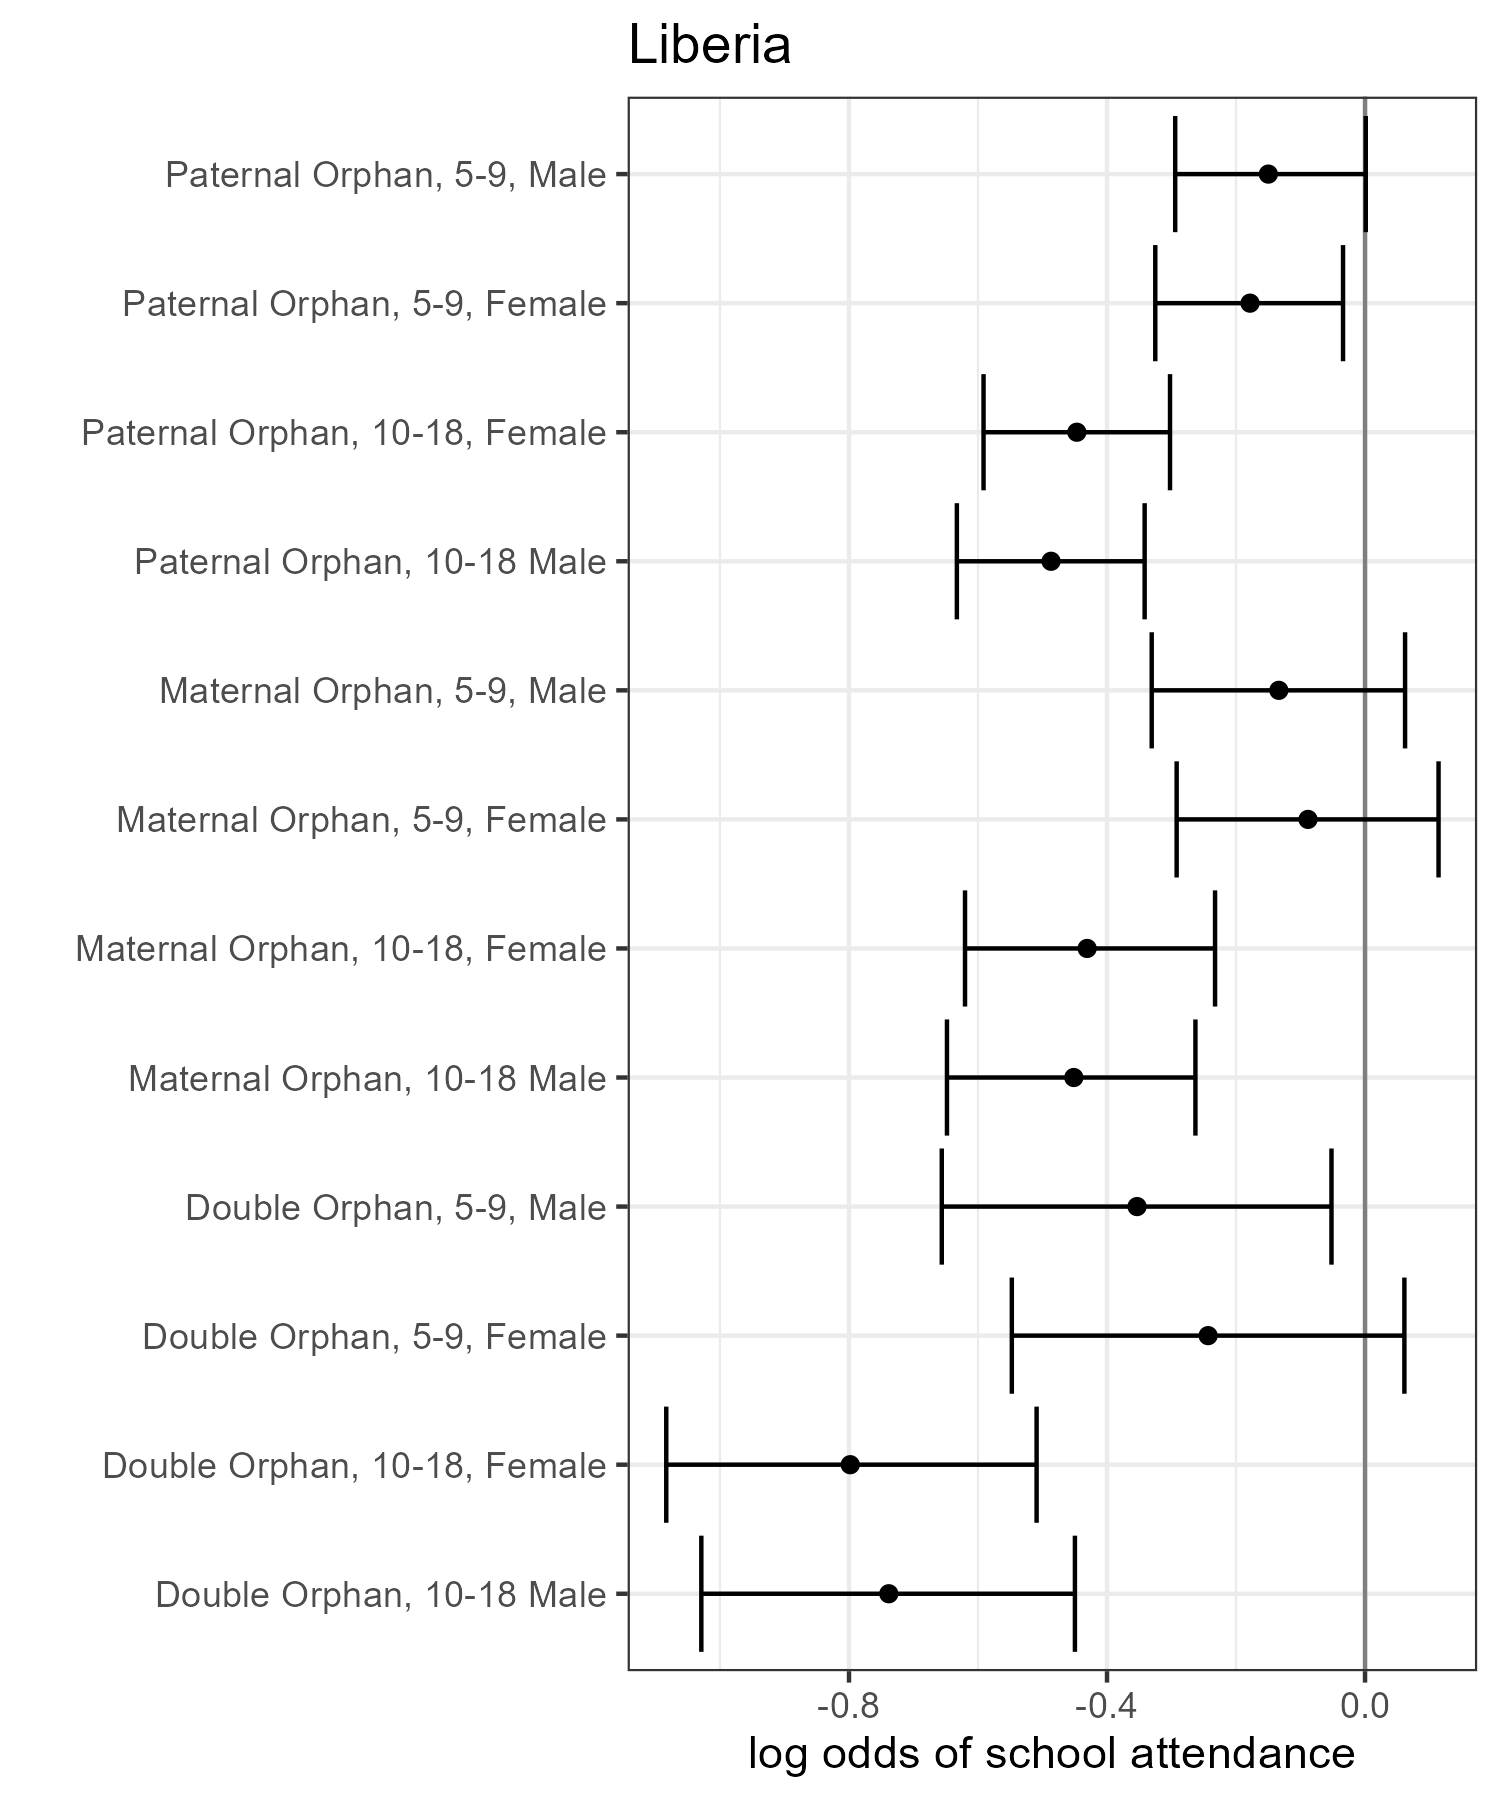 Liberia
Paternal Orphan, 5-9, Male
Paternal Orphan, 5-9, Female
Paternal Orphan, 10-18, Female
Paternal Orphan, 10-18 Male
Maternal Orphan, 5-9, Male
Maternal Orphan, 5-9, Female
Maternal Orphan, 10-18, Female
Maternal Orphan, 10-18 Male
Double Orphan, 5-9, Male
Double Orphan, 5-9, Female
Double Orphan, 10-18, Female
Double Orphan, 10-18 Male
-0.8 -0.4 0.0
log odds of school attendance